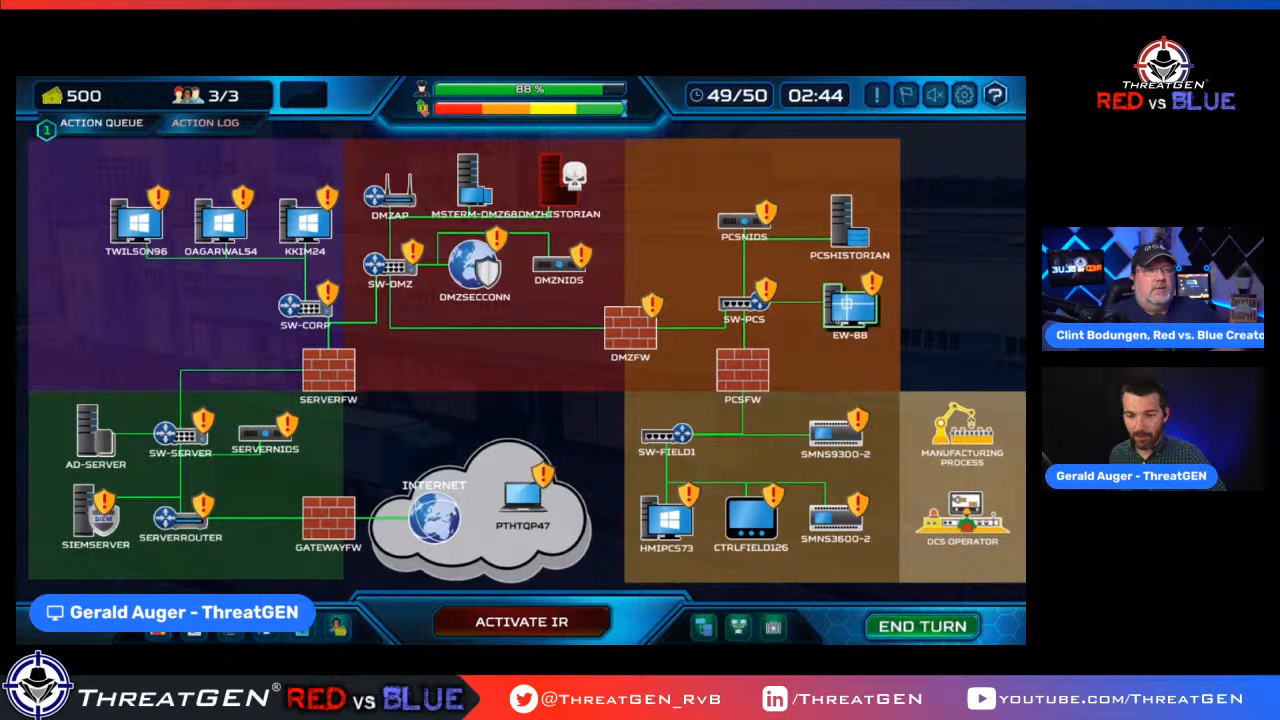 500
3/3
88 %
49/50
02:44
THREATGEN®
RED vs BLUE
1
ACTION QUEUE
ACTION LOG
TWILSON96
OAGARWAL54
KKIM24
DMZAP
MSTERM-DMZ68
DMZHISTORIAN
PCSNIDS
PCSHISTORIAN
SW-CORP
SW-DMZ
DMZSECCONN
DMZNIDS
DMZFW
SW-PCS
EW-88
SERVERFW
PCSFW
AD-SERVER
SW-SERVER
SERVERNIDS
INTERNET
PTHTQP47
SW-FIELD1
SMNS9300-2
MANUFACTURING
PROCESS
SIEM
SIEMSERVER
SERVERROUTER
GATEWAYFW
HMIPCS73
CTRLFIELD126
SMNS3600-2
DCS OPERATOR
Clint Bodungen, Red vs. Blue Creato
Gerald Auger - ThreatGEN
Gerald Auger - ThreatGEN
ACTIVATE IR
END TURN
THREATGEN® RED vs BLUE
@THREATGEN_RVB
/THREATGEN
YOUTUBE.COM/THREATGEN